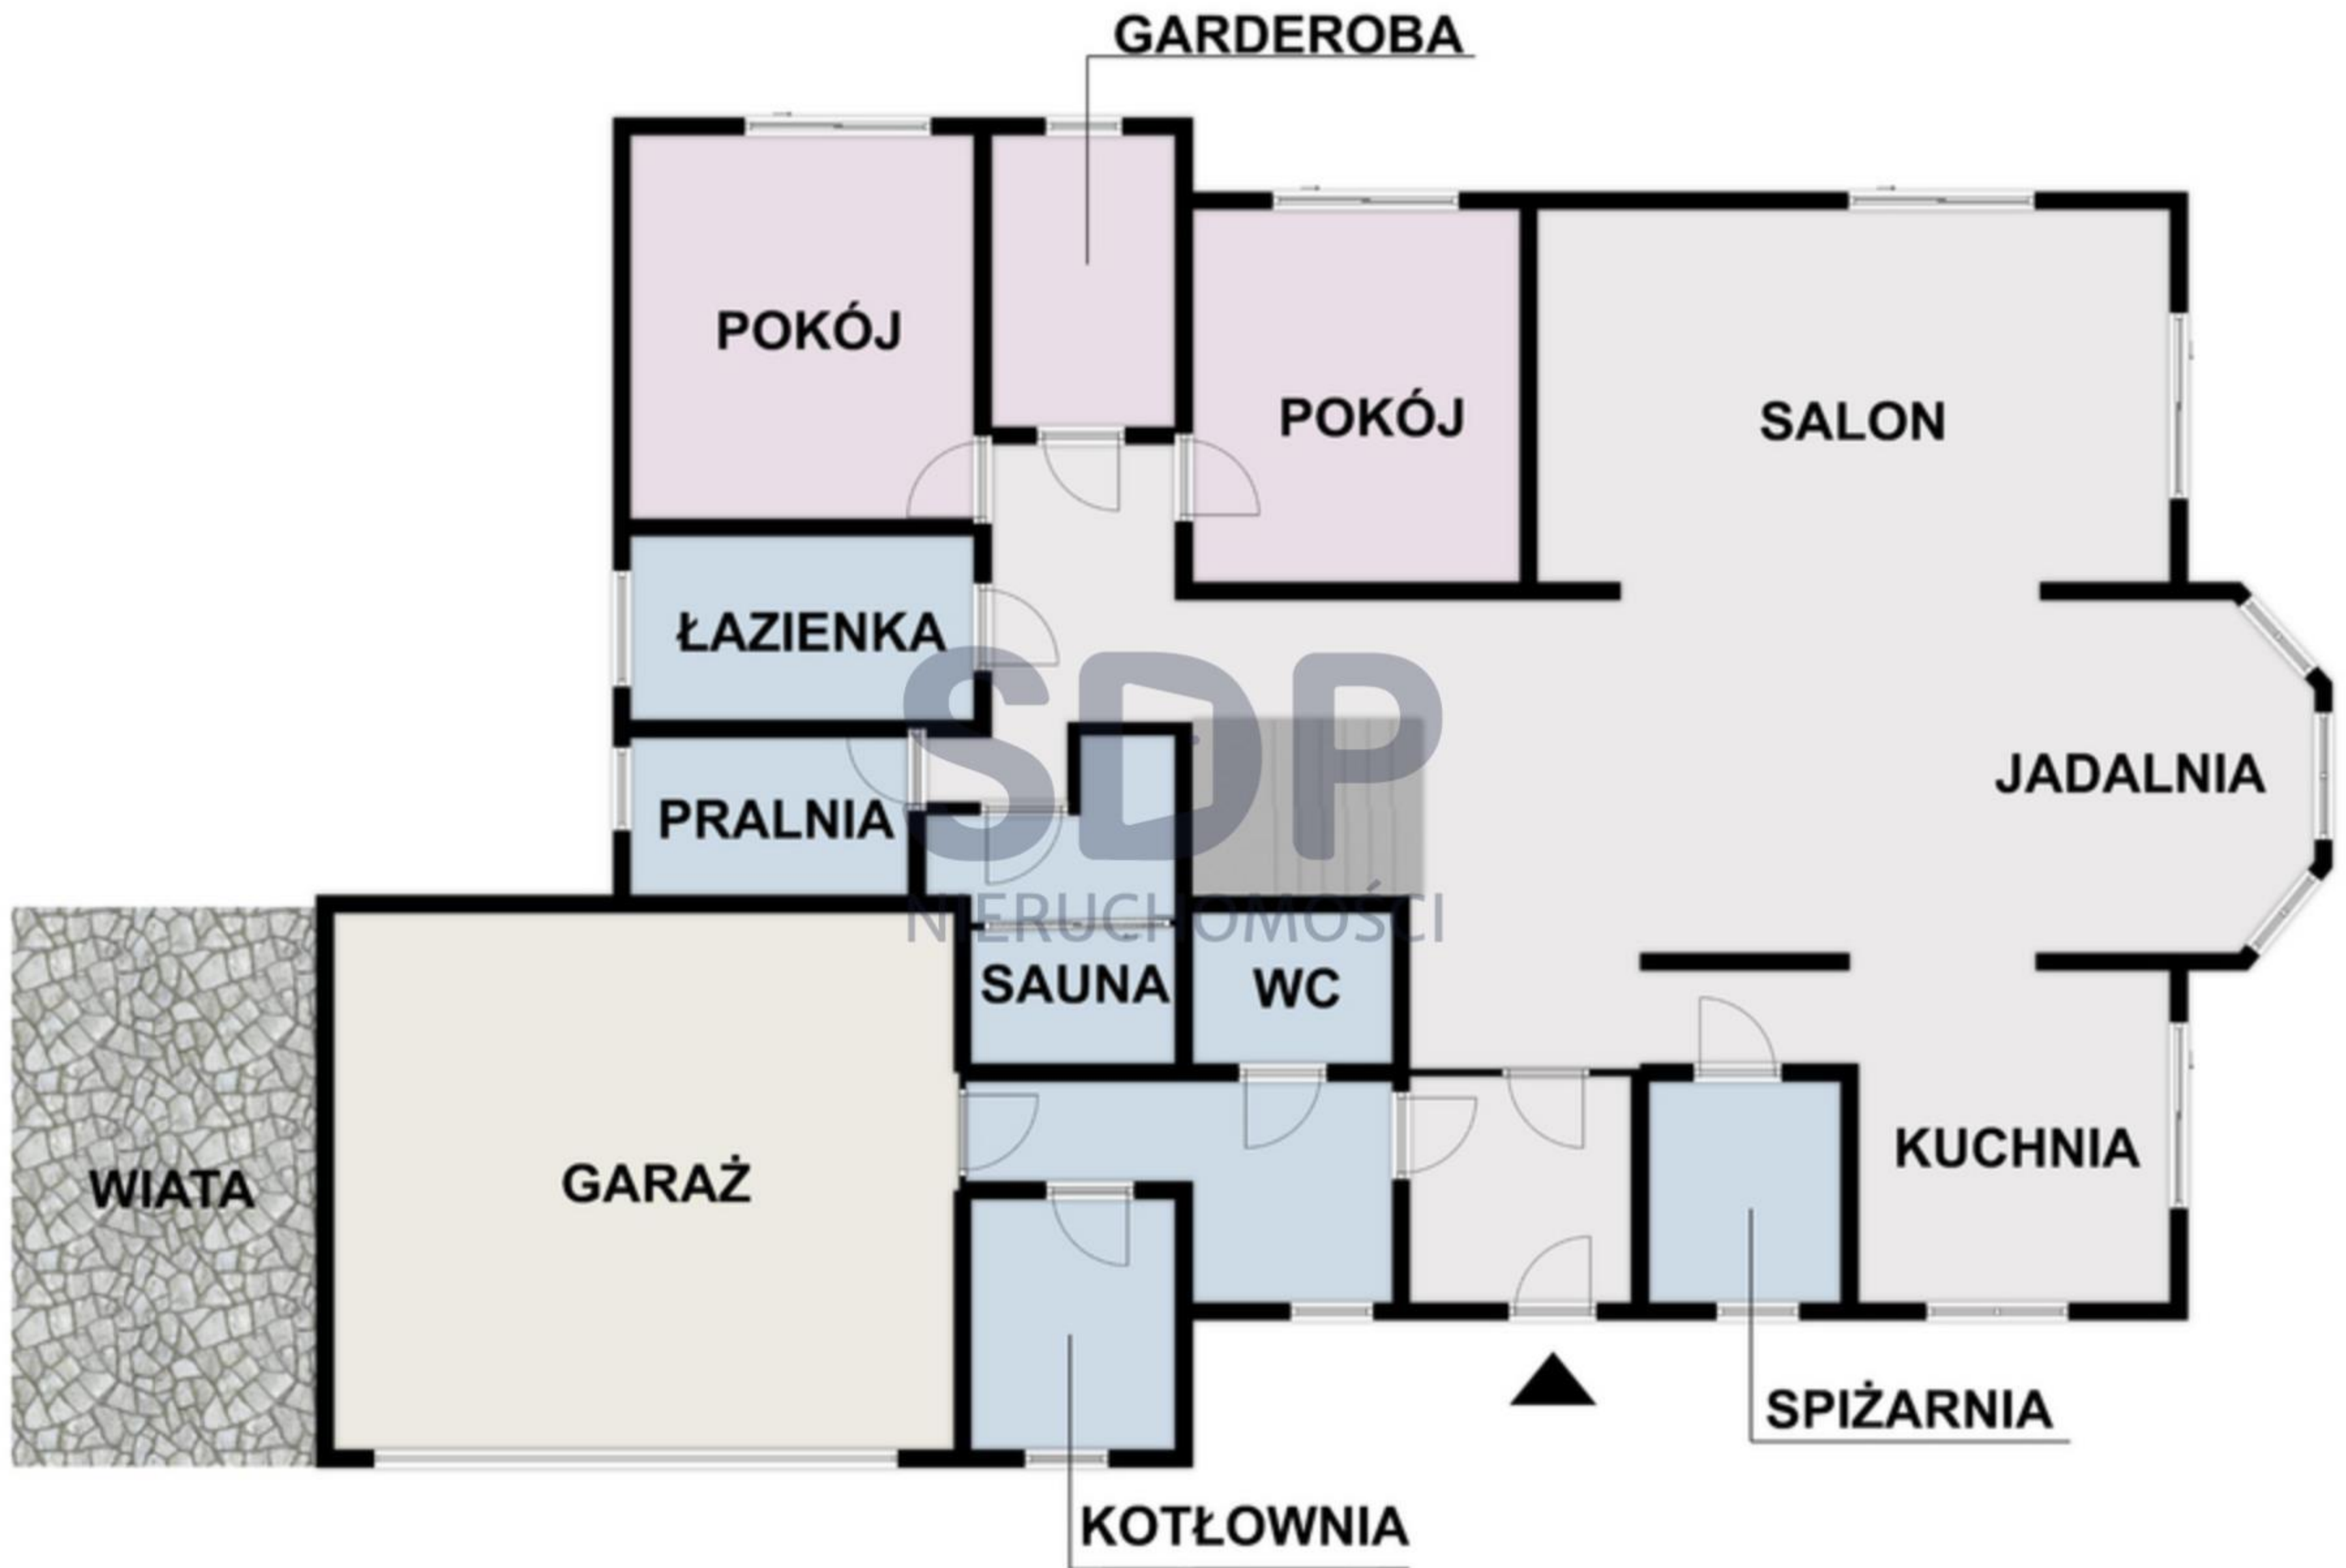 GARDEROBA
POKÓJ
POKÓJ
SALON
ŁAZIENKA
SDP
NIERUCHOMOŚCI
JADALNIA
PRALNIA
SAUNA
WC
WIATA
GARAŻ
KUCHNIA
SPIŻARNIA
KOTŁOWNIA